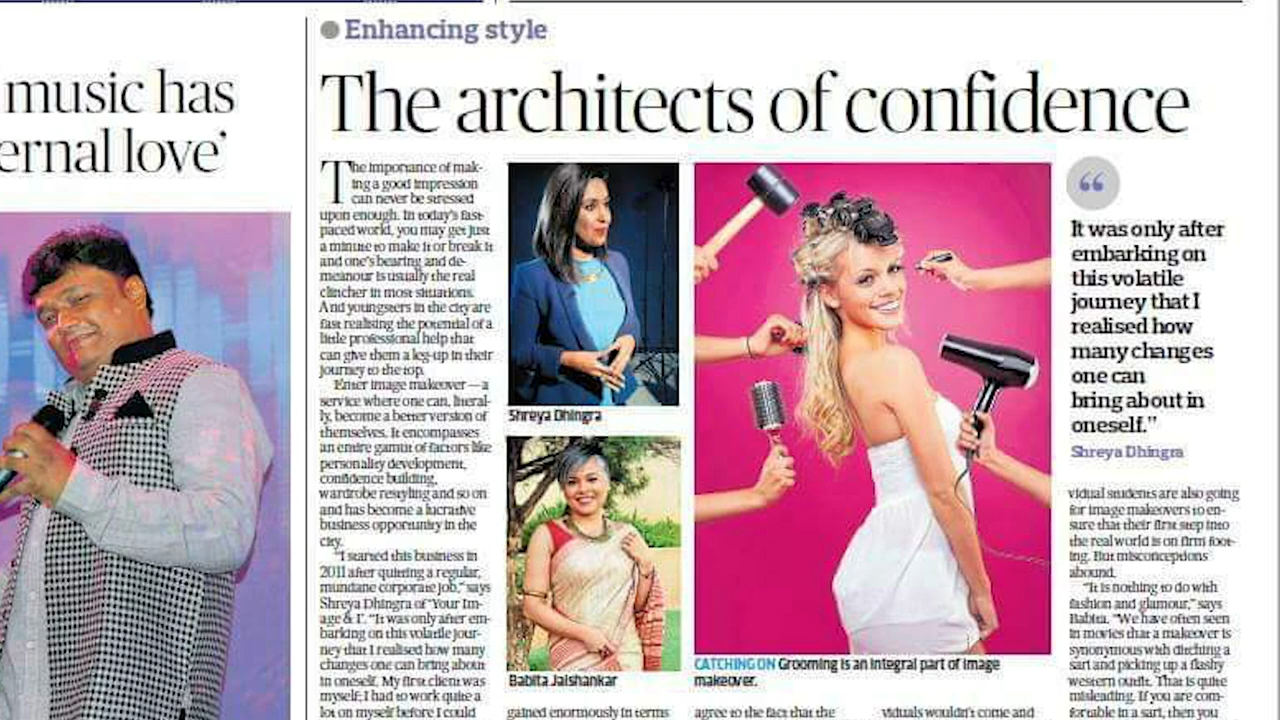 music has
ernal love’
Enhancing style
The architects of confidence
The importance of mak-
ing a good impression
can never be stressed
upon enough. In today’s fast-
paced world, you may get just
a minute to make it or break it
and one’s bearing and de-
meanour is usually the real
clincher in most situations.
And youngsters in the city are
fast realising the potential of a
little professional help that
can give them a leg-up in their
journey to the top.
Enter image makeover — a
service where one can, literal-
ly, become a better version of
themselves. It encompasses
an entire gamut of factors like
personality development,
confidence building,
wardrobe restyling and so on
and has become a lucrative
business opportunity in the
city.
“I started this business in
2011 after quitting a regular,
mundane corporate job,” says
Shreya Dhingra of ‘Your Im-
age & I’. “It was only after em-
barking on this volatile jour-
ney that I realised how many
changes one can bring about
in oneself. My first client was
myself; I had to work quite a
lot on myself before I could
Shreya Dhingra
Babita Jaishankar
gained enormously in terms
CATCHING ON Grooming is an integral part of image
makeover.
agree to the fact that the
viduals wouldn’t come and
“
It was only after
embarking on
this volatile
journey that I
realised how
many changes
one can
bring about in
oneself.”
Shreya Dhingra
vidual students are also going
for image makeovers to en-
sure that their first step into
the real world is on firm foot-
ing. But misconceptions
abound.
“It is nothing to do with
fashion and glamour,” says
Babita. “We have often seen
in movies that a makeover is
synonymous with ditching a
sari and picking up a flashy
western outfit. That is quite
misleading. If you are com-
fortable in a sari, then you